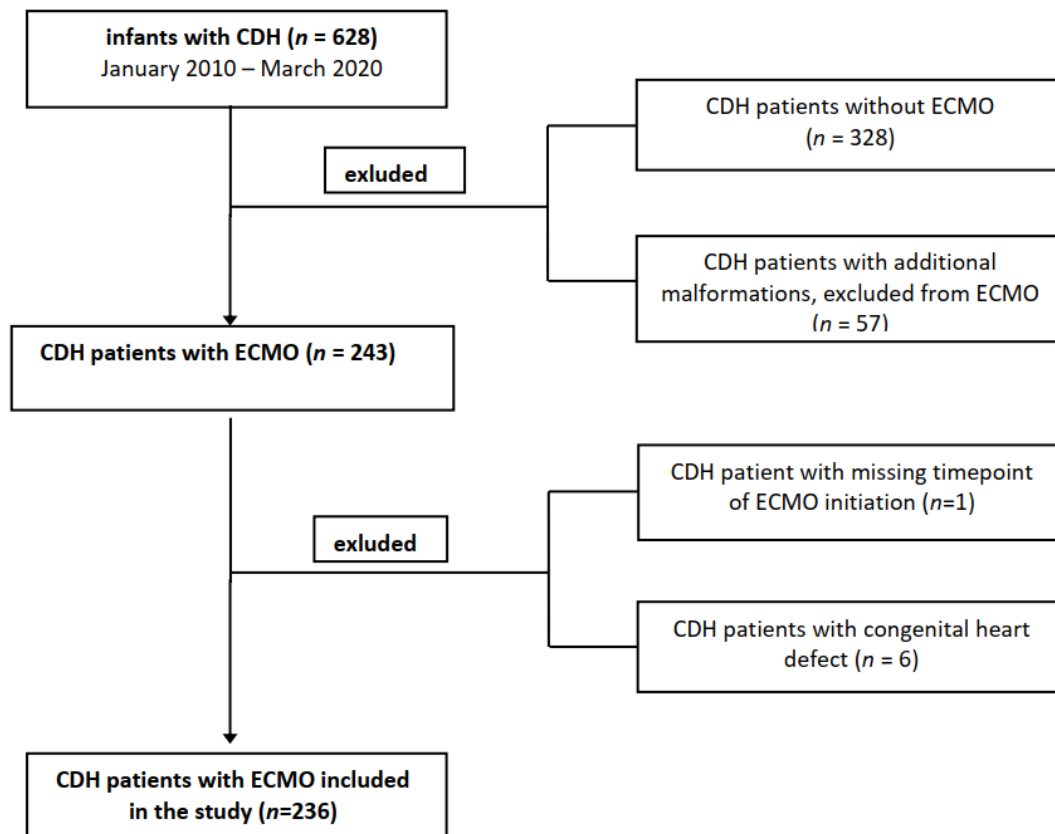 infants with CDH (n = 628)
January 2010 – March 2020
CDH patients without ECMO
(n = 328)
exluded
CDH patients with additional
malformations, excluded from ECMO
(n = 57)
CDH patients with ECMO (n = 243)
CDH patient with missing timepoint
of ECMO initiation (n=1)
exluded
CDH patients with congenital heart
defect (n = 6)
CDH patients with ECMO included
in the study (n=236)